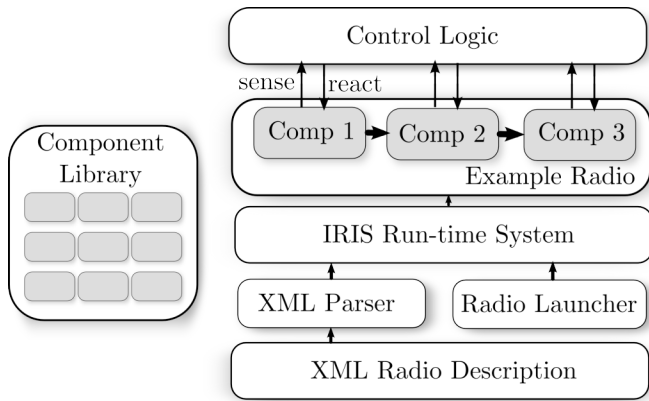 Control Logic
sense
react
Comp 1
Comp 2
Comp 3
Example Radio
Component
Library
IRIS Run-time System
XML Parser
Radio Launcher
XML Radio Description